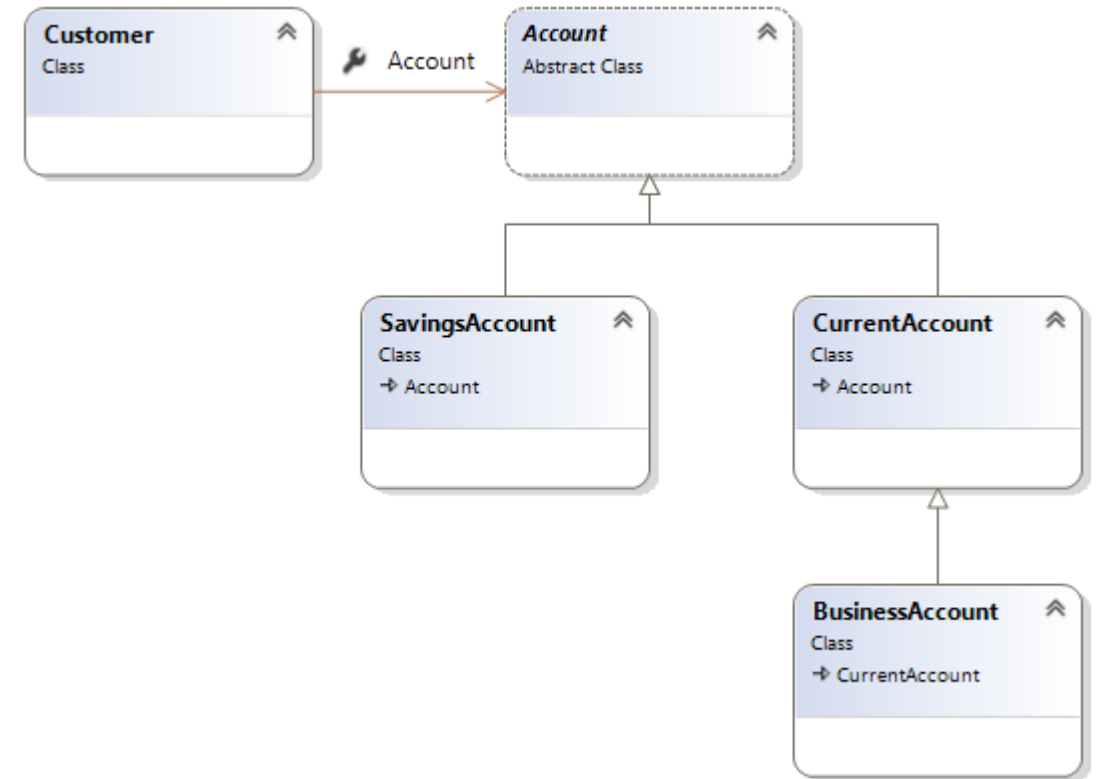 Customer
Class
Account
Account
Abstract Class
SavingsAccount
Class
Account
CurrentAccount
Class
Account
BusinessAccount
Class
CurrentAccount